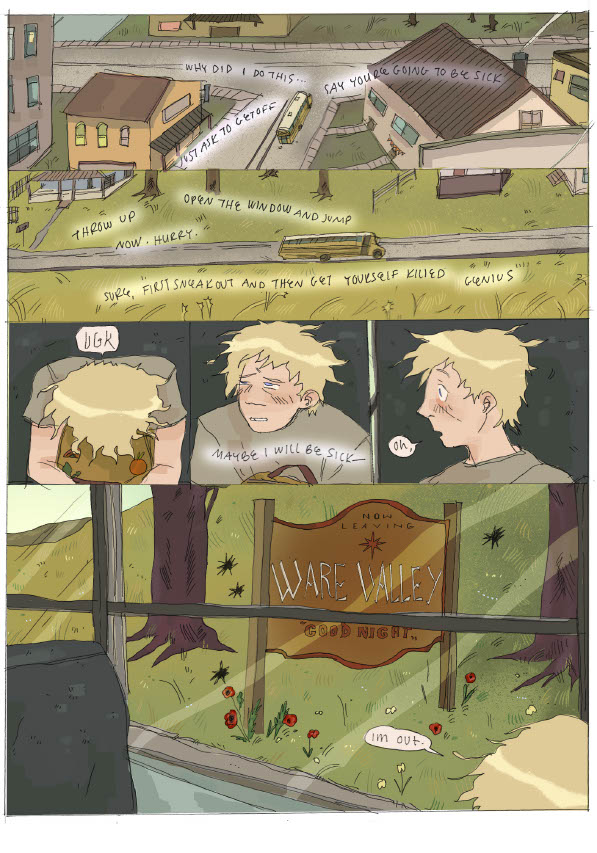 WHY DID I DO THIS...
SAY YOU'RE GOING TO BE SICK
JUST ASK TO GET OFF
OPEN THE WINDOW AND JUMP
THROW UP
NOW. HURRY.
SURE, FIRST SNEAK OUT AND THEN GET YOURSELF KILLED GENIUS
UGK
MAYBE I WILL BE SICK—
oh,
NOW
LEAVING
WARE VALLEY
"GOOD NIGHT"
im out.